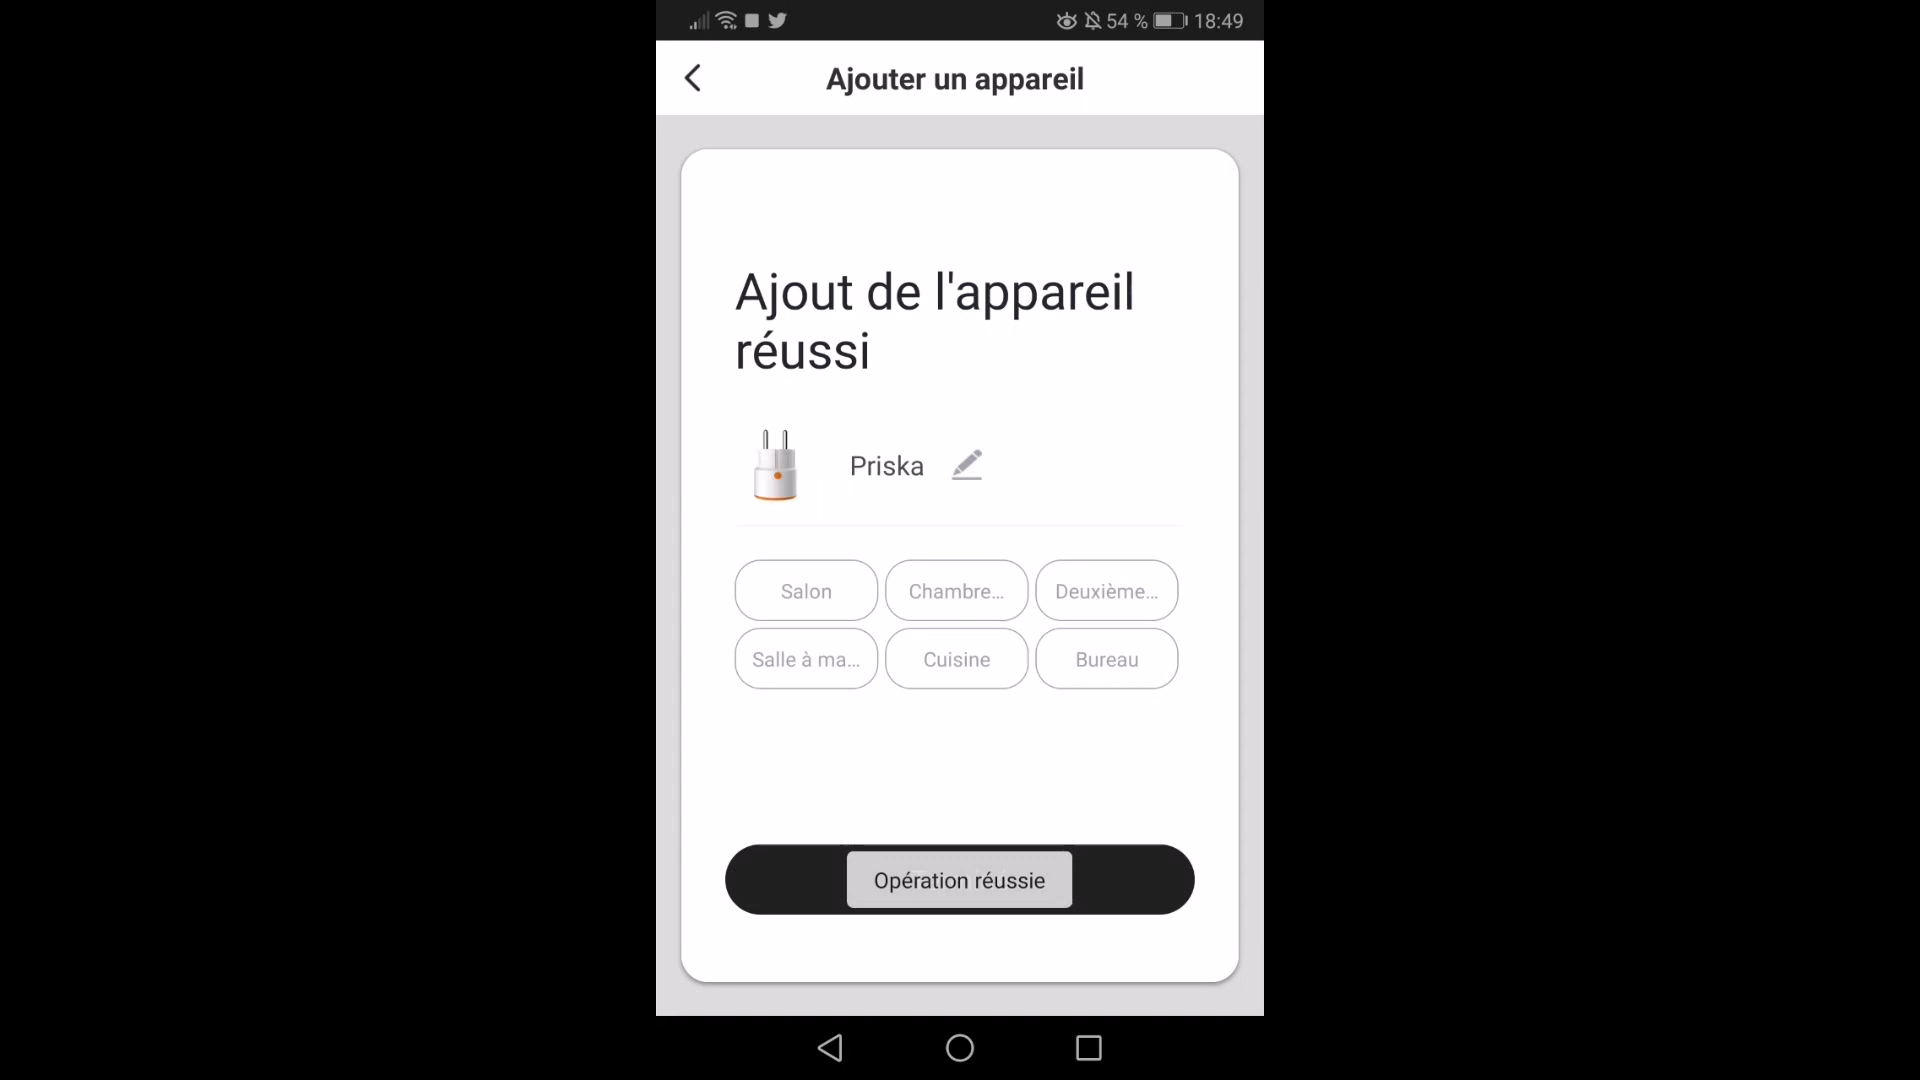 54 % 18:49
Ajouter un appareil
Ajout de l'appareil
réussi
Priska
Salon
Chambre...
Deuxième...
Salle à ma...
Cuisine
Bureau
Opération réussie